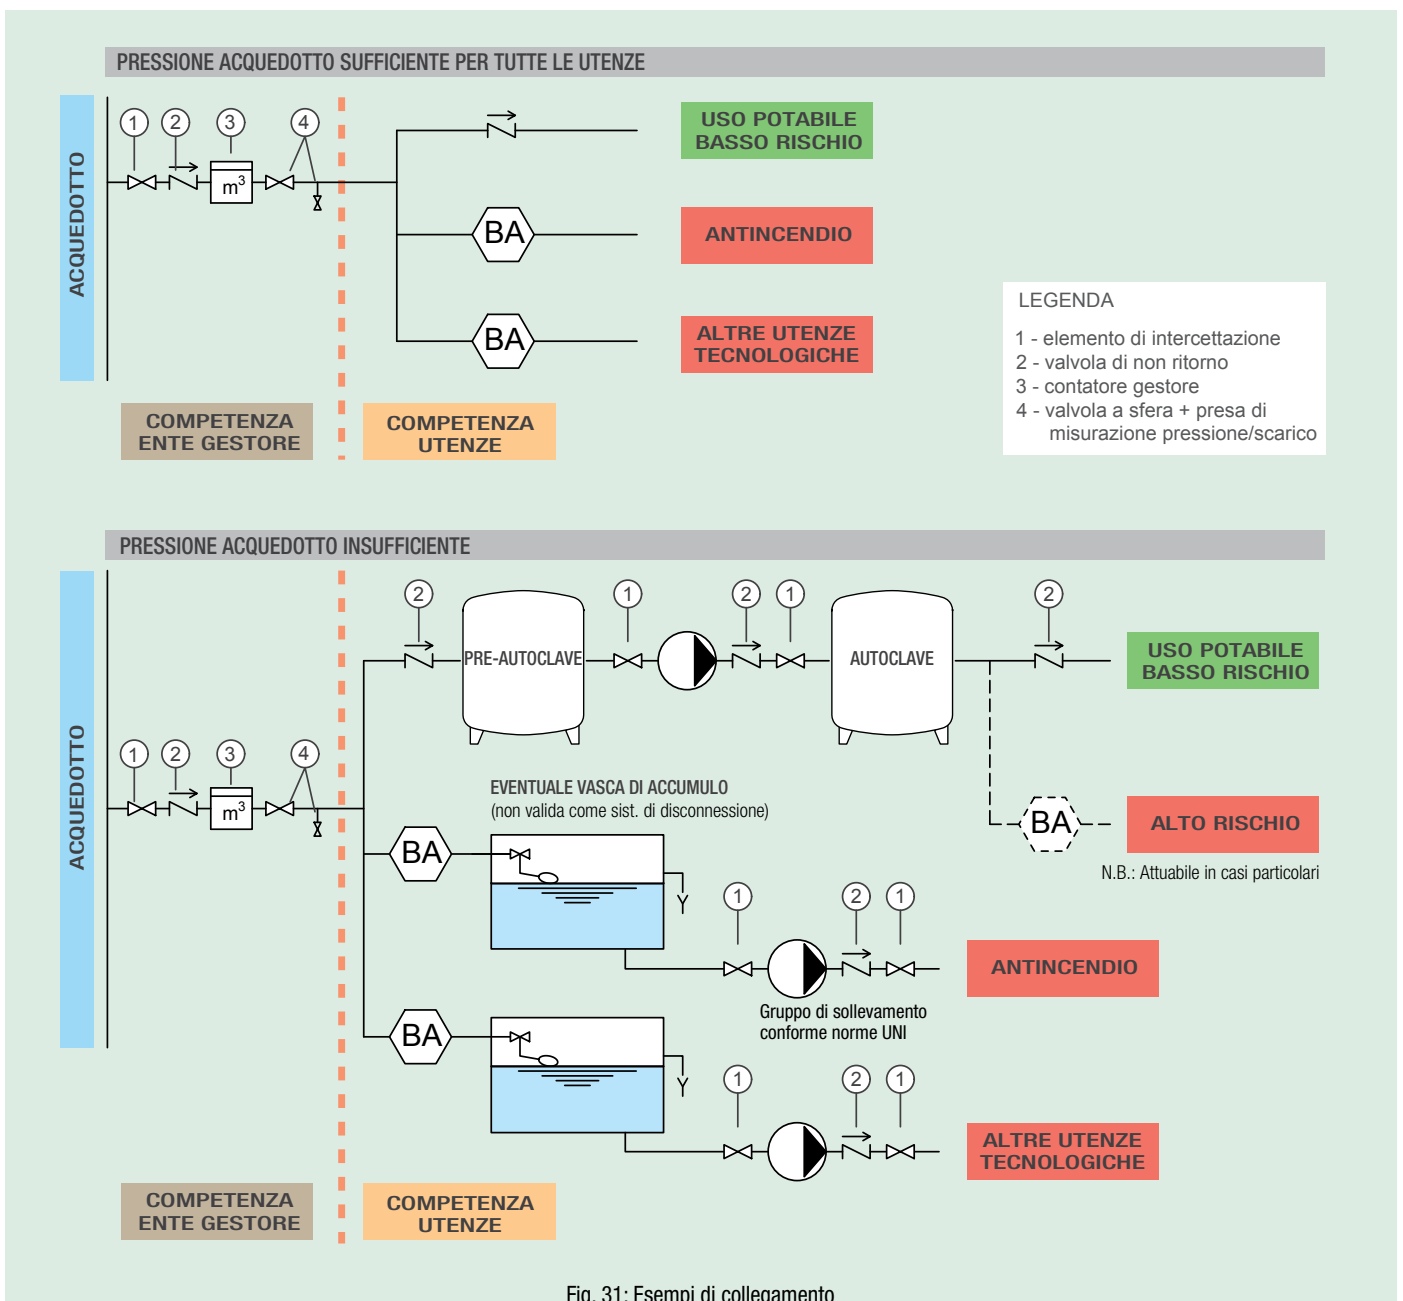 PRESSIONE ACQUEDOTTO SUFFICIENTE PER TUTTE LE UTENZE
ACQUEDOTTO
1
2
3
4
m³
USO POTABILE
BASSO RISCHIO
BA
ANTINCENDIO
BA
ALTRE UTENZE
TECNOLOGICHE
COMPETENZA
ENTE GESTORE
COMPETENZA
UTENZE
LEGENDA
1 - elemento di intercettazione
2 - valvola di non ritorno
3 - contatore gestore
4 - valvola a sfera + presa di
misurazione pressione/scarico
PRESSIONE ACQUEDOTTO INSUFFICIENTE
ACQUEDOTTO
1
2
3
4
m³
2
PRE-AUTOCLAVE
1
2
1
AUTOCLAVE
2
USO POTABILE
BASSO RISCHIO
BA
ALTO RISCHIO
N.B.: Attuabile in casi particolari
EVENTUALE VASCA DI ACCUMULO
(non valida come sist. di disconnessione)
BA
1
2
1
ANTINCENDIO
Gruppo di sollevamento
conforme norme UNI
BA
1
2
1
ALTRE UTENZE
TECNOLOGICHE
COMPETENZA
ENTE GESTORE
COMPETENZA
UTENZE
Fig. 31: Esempi di collegamento